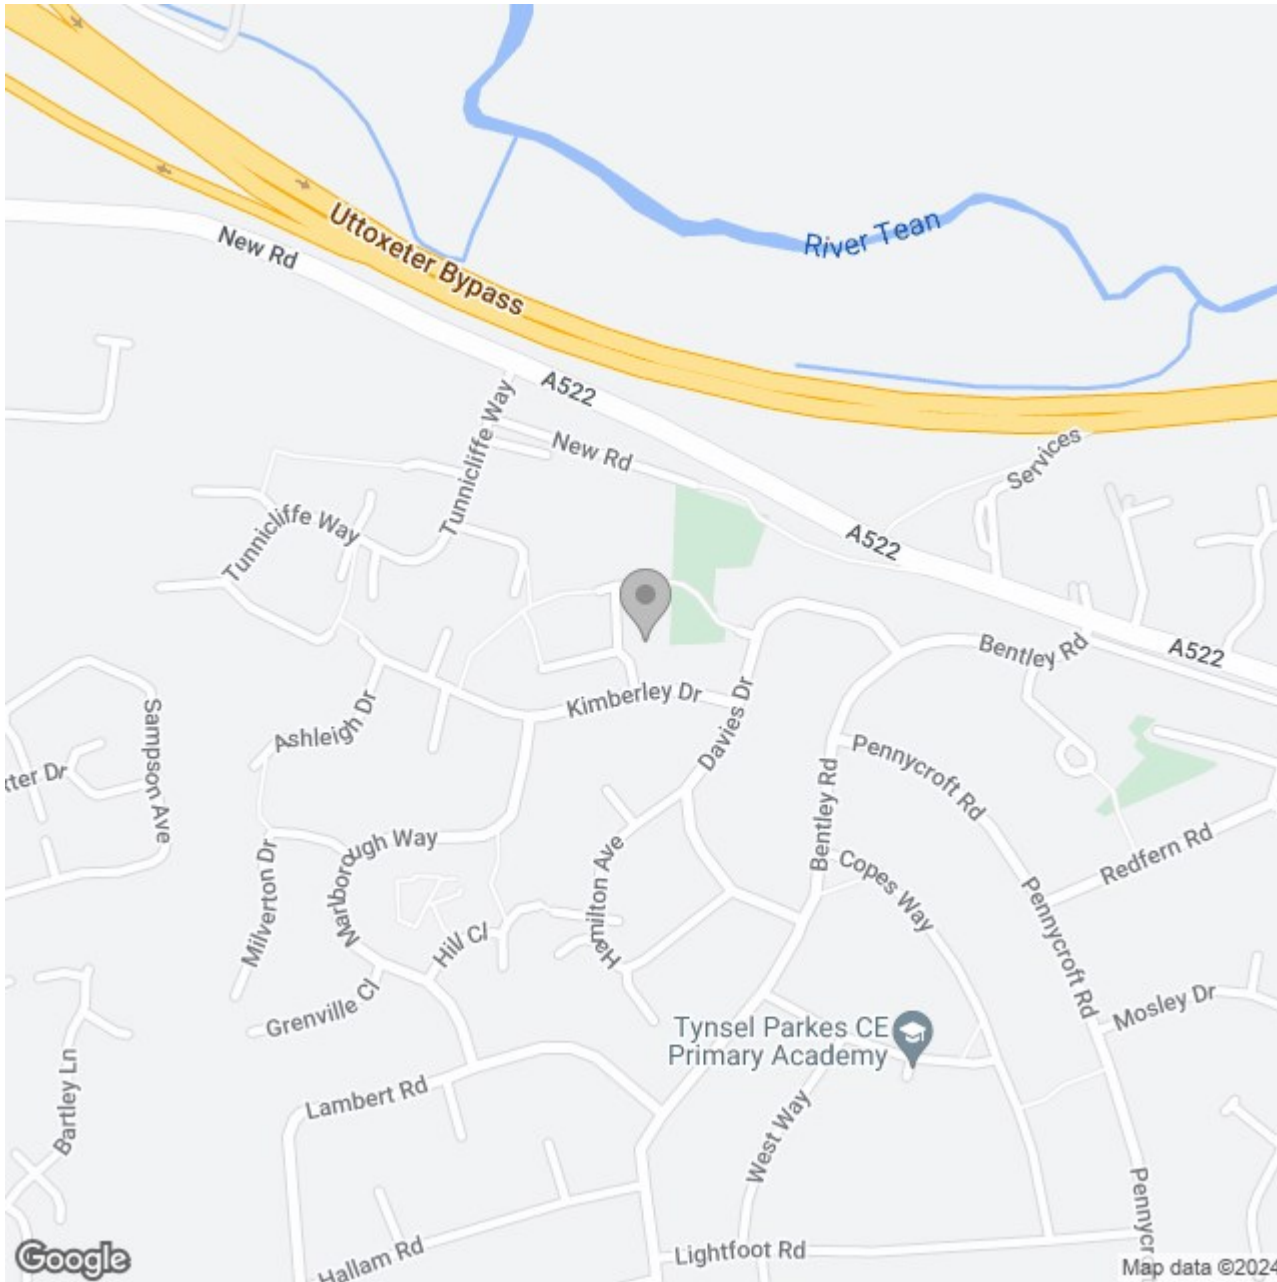 River Tean
Uttoxeter Bypass
New Rd
A522
Tunnicliffe Way
New Rd
Services
Tunnicliffe Way
A522
Bentley Rd
A522
Kimberley Dr
Sampson Ave
Ashleigh Dr
Davies Dr
Pennycroft Rd
xter Dr
Bentley Rd
Marlborough Way
Redfern Rd
Copes Way
Milverton Dr
Hamilton Ave
Pennycroft Rd
Hill Cl
Grenville Cl
Mosley Dr
Tynsel Parkes CE
Primary Academy
Bartley Ln
Lambert Rd
West Way
Pennycro
Hallam Rd
Lightfoot Rd
Google
Map data ©2024